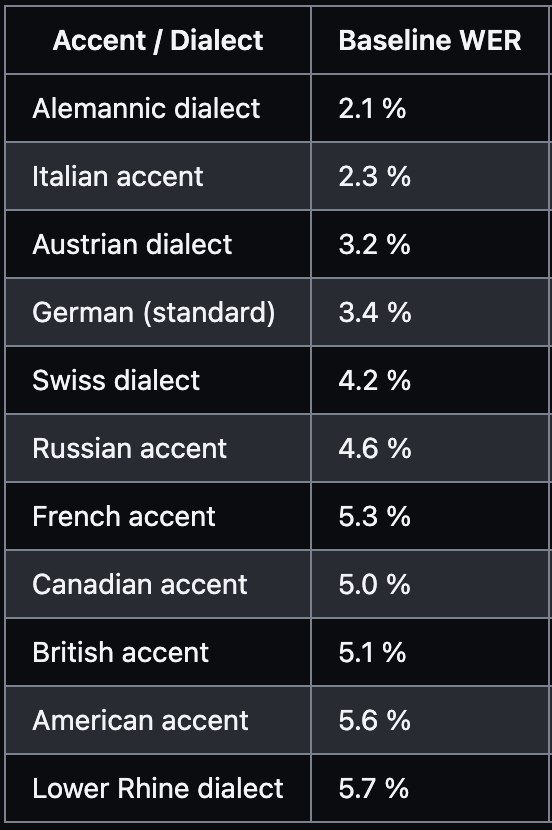 Accent / Dialect Baseline WER
Alemannic dialect 2.1 %
Italian accent 2.3 %
Austrian dialect 3.2 %
German (standard) 3.4 %
Swiss dialect 4.2 %
Russian accent 4.6 %
French accent 5.3 %
Canadian accent 5.0 %
British accent 5.1 %
American accent 5.6 %
Lower Rhine dialect 5.7 %